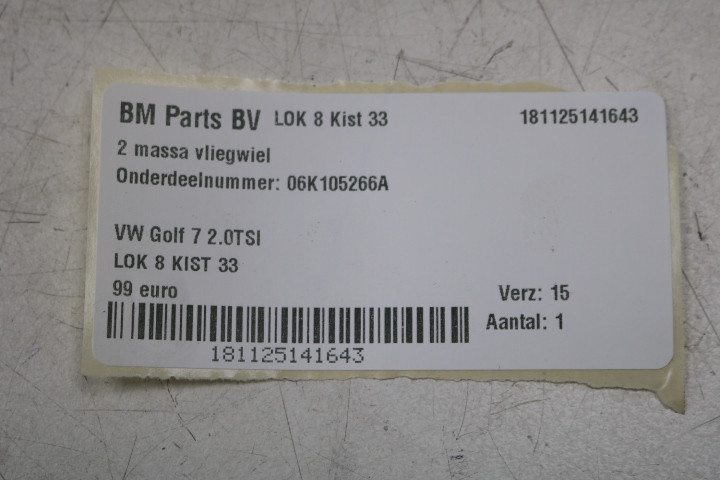 BM Parts BV LOK 8 Kist 33 181125141643
2 massa vliegwiel
Onderdeelnummer: 06K105266A
VW Golf 7 2.0TSI
LOK 8 KIST 33
99 euro Verz: 15
Aantal: 1
181125141643